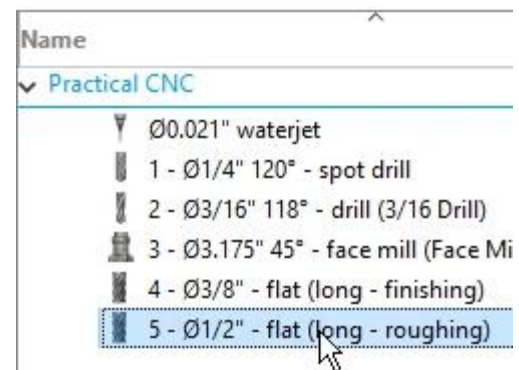 Name
Practical CNC
Ø0.021" waterjet
1 - Ø1/4" 120° - spot drill
2 - Ø3/16" 118° - drill (3/16 Drill)
3 - Ø3.175" 45° - face mill (Face Mi
4 - Ø3/8" - flat (long - finishing)
5 - Ø1/2" - flat (long - roughing)